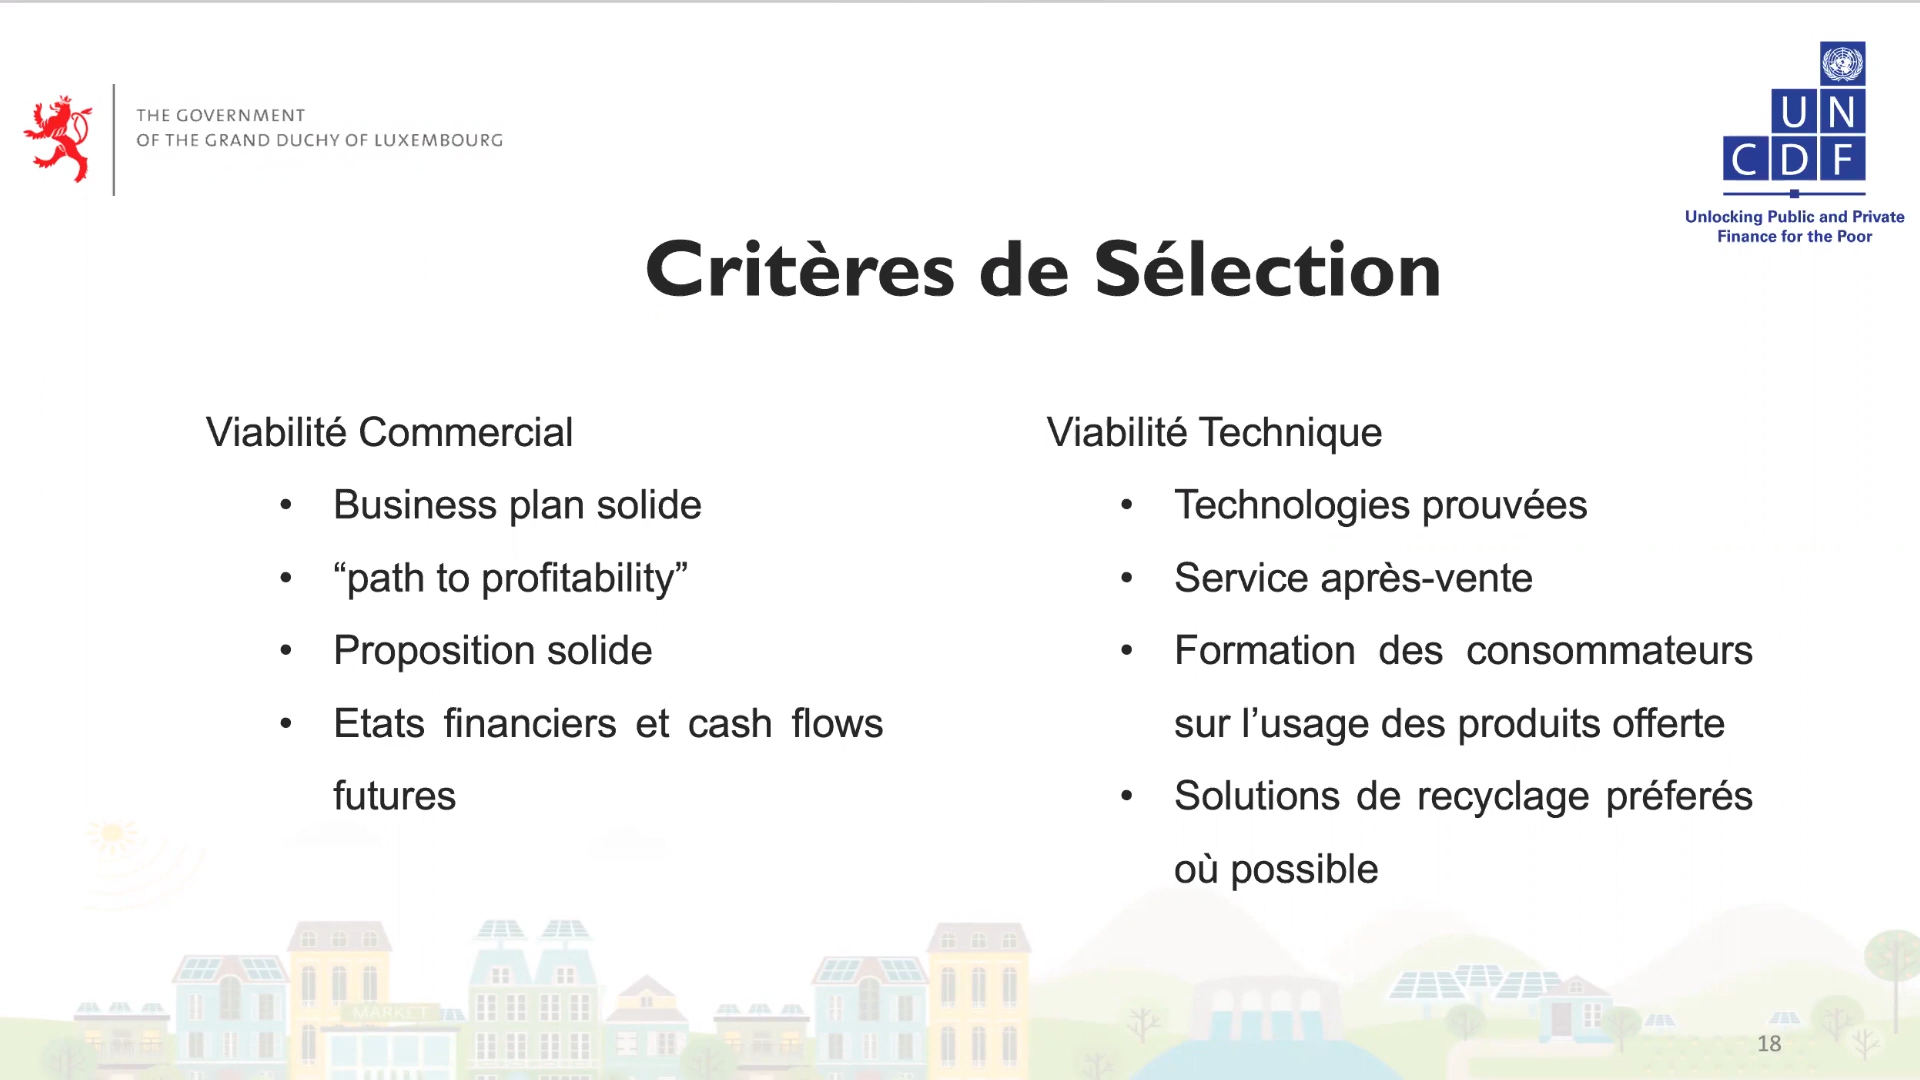 THE GOVERNMENT
OF THE GRAND DUCHY OF LUXEMBOURG
U N
C D F
Unlocking Public and Private
Finance for the Poor
Critères de Sélection
Viabilité Commercial
• Business plan solide
• “path to profitability”
• Proposition solide
• Etats financiers et cash flows
futures
Viabilité Technique
• Technologies prouvées
• Service après-vente
• Formation des consommateurs
sur l’usage des produits offerte
• Solutions de recyclage préferés
où possible
MARKET
18